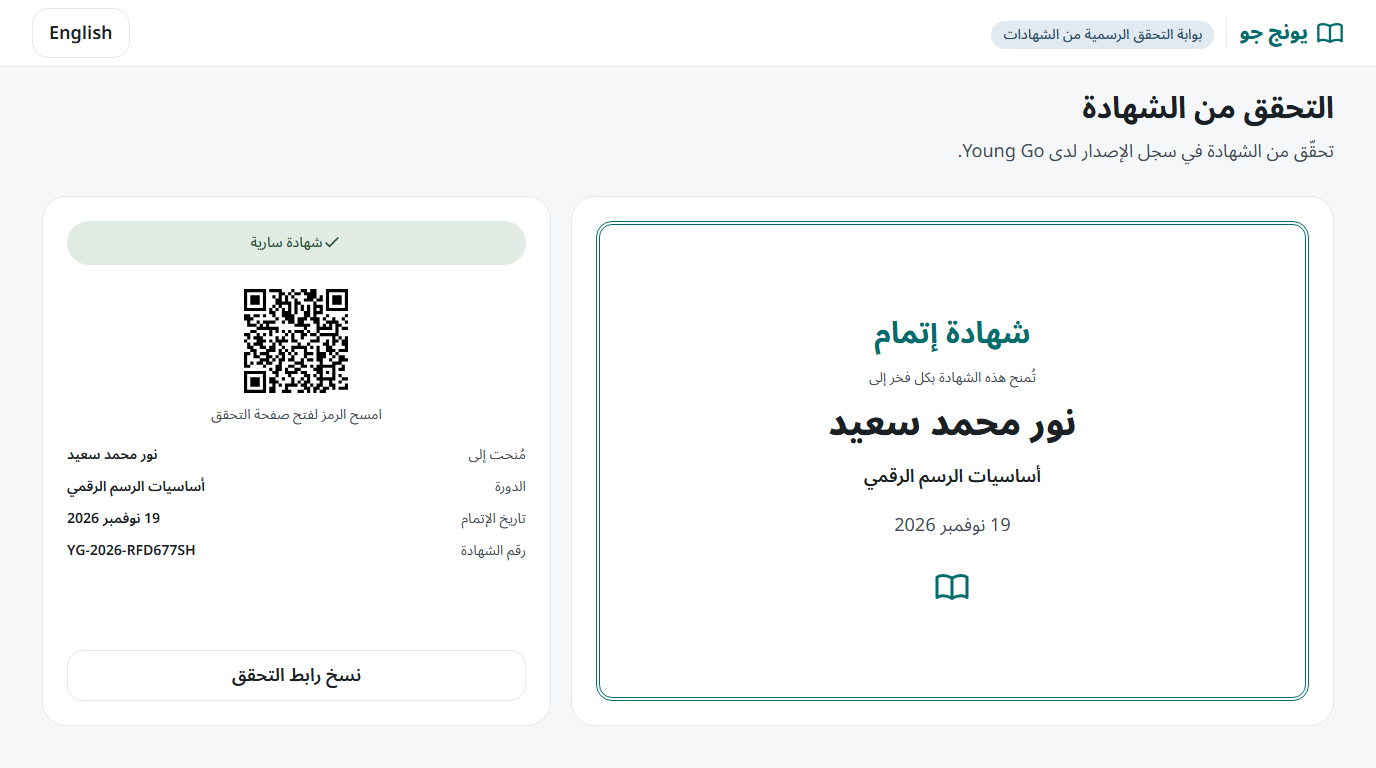 يونج جو
بوابة التحقق الرسمية من الشهادات
English
التحقق من الشهادة
تحقّق من الشهادة في سجل الإصدار لدى Young Go.
شهادة إتمام
تُمنح هذه الشهادة بكل فخر إلى
نور محمد سعيد
أساسيات الرسم الرقمي
19 نوفمبر 2026
شهادة سارية
امسح الرمز لفتح صفحة التحقق
مُنحت إلى نور محمد سعيد
الدورة أساسيات الرسم الرقمي
تاريخ الإتمام 19 نوفمبر 2026
رقم الشهادة YG-2026-RFD677SH
نسخ رابط التحقق